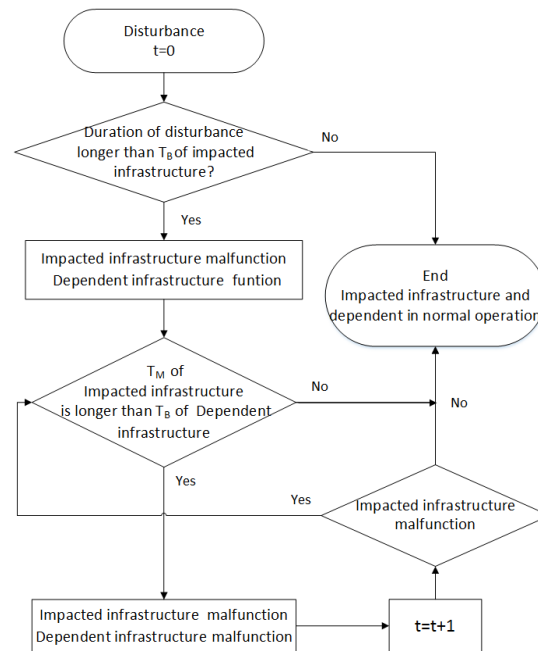 Disturbance
t=0
Duration of disturbance
longer than TB of impacted
infrastructure?
No
Yes
Impacted infrastructure malfunction
Dependent infrastructure funtion
End
Impacted infrastructure and
dependent in normal operation
TM of
Impacted infrastructure
is longer than TB of Dependent
infrastructure
No
No
Yes
Yes
Impacted infrastructure
malfunction
Impacted infrastructure malfunction
Dependent infrastructure malfunction
t=t+1